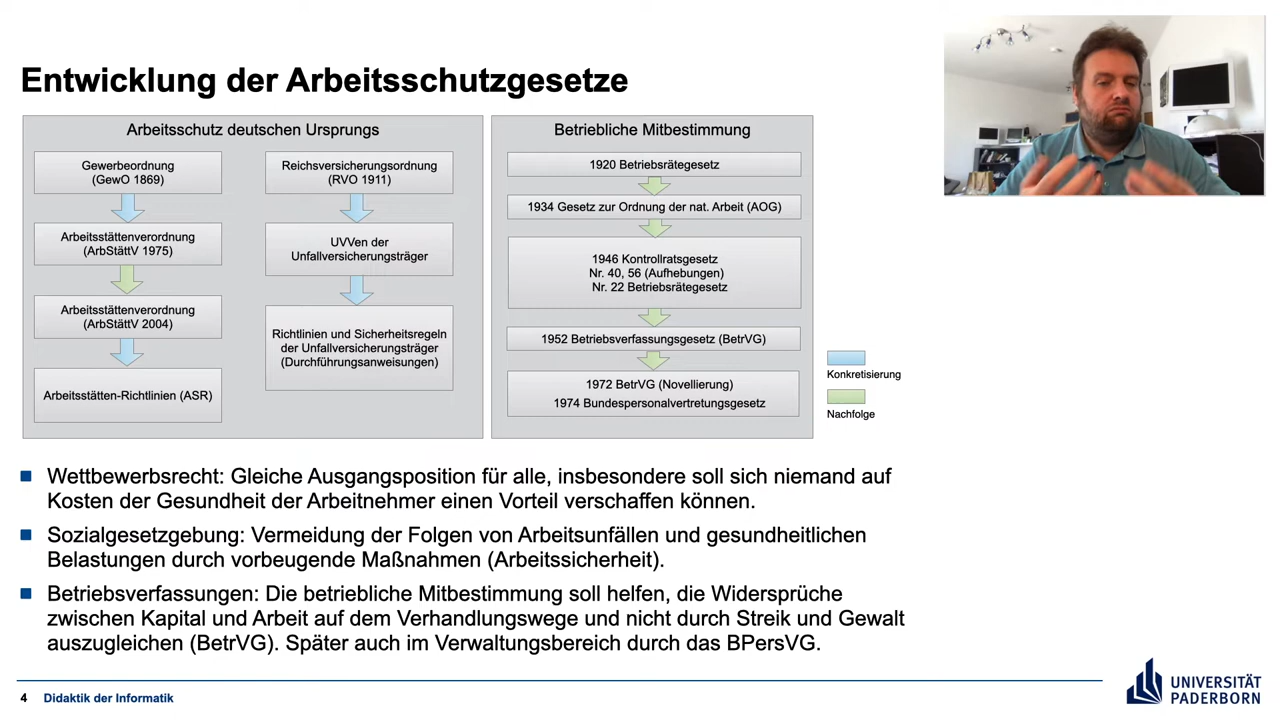 Entwicklung der Arbeitsschutzgesetze
Arbeitsschutz deutschen Ursprungs
Gewerbeordnung
(GewO 1869)
Arbeitsstättenverordnung
(ArbStättV 1975)
Arbeitsstättenverordnung
(ArbStättV 2004)
Arbeitsstätten-Richtlinien (ASR)
Reichsversicherungsordnung
(RVO 1911)
UVVen der
Unfallversicherungsträger
Richtlinien und Sicherheitsregeln
der Unfallversicherungsträger
(Durchführungsanweisungen)
Betriebliche Mitbestimmung
1920 Betriebsrätegesetz
1934 Gesetz zur Ordnung der nat. Arbeit (AOG)
1946 Kontrollratsgesetz
Nr. 40, 56 (Aufhebungen)
Nr. 22 Betriebsrätegesetz
1952 Betriebsverfassungsgesetz (BetrVG)
1972 BetrVG (Novellierung)
1974 Bundespersonalvertretungsgesetz
Konkretisierung
Nachfolge
Wettbewerbsrecht: Gleiche Ausgangsposition für alle, insbesondere soll sich niemand auf
Kosten der Gesundheit der Arbeitnehmer einen Vorteil verschaffen können.
Sozialgesetzgebung: Vermeidung der Folgen von Arbeitsunfällen und gesundheitlichen
Belastungen durch vorbeugende Maßnahmen (Arbeitssicherheit).
Betriebsverfassungen: Die betriebliche Mitbestimmung soll helfen, die Widersprüche
zwischen Kapital und Arbeit auf dem Verhandlungswege und nicht durch Streik und Gewalt
auszugleichen (BetrVG). Später auch im Verwaltungsbereich durch das BPersVG.
4 Didaktik der Informatik
UNIVERSITÄT
PADERBORN